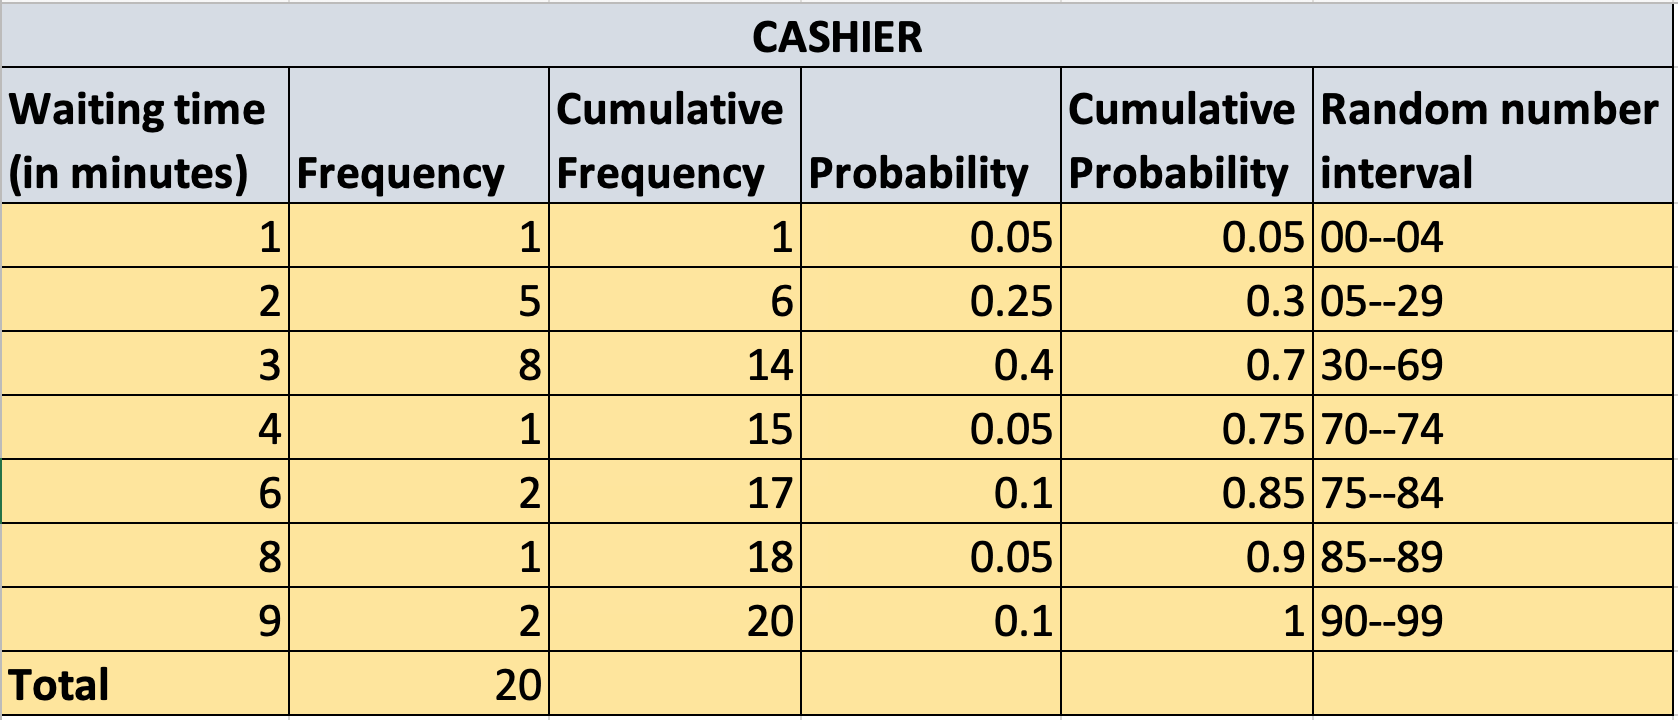 CASHIER
Waiting time (in minutes) Frequency Cumulative Frequency Probability Cumulative Probability Random number interval
1 1 1 0.05 0.05 00--04
2 5 6 0.25 0.3 05--29
3 8 14 0.4 0.7 30--69
4 1 15 0.05 0.75 70--74
6 2 17 0.1 0.85 75--84
8 1 18 0.05 0.9 85--89
9 2 20 0.1 1 90--99
Total 20